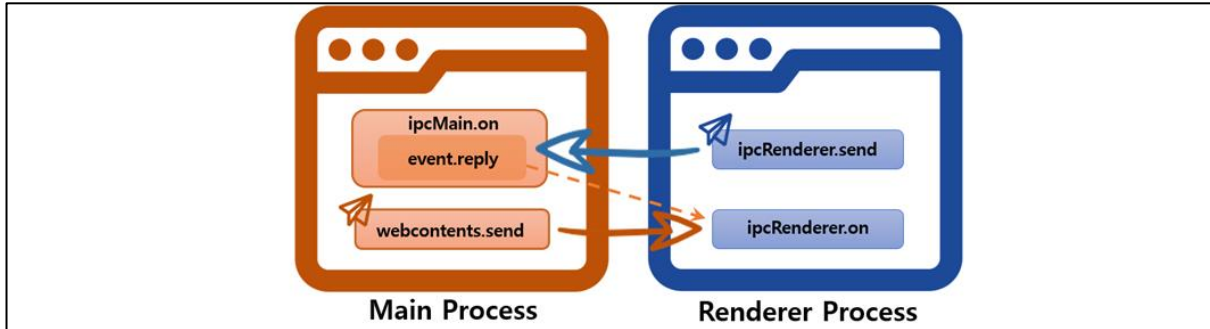 ipcMain.on
event.reply
webcontents.send
Main Process
ipcRenderer.send
ipcRenderer.on
Renderer Process